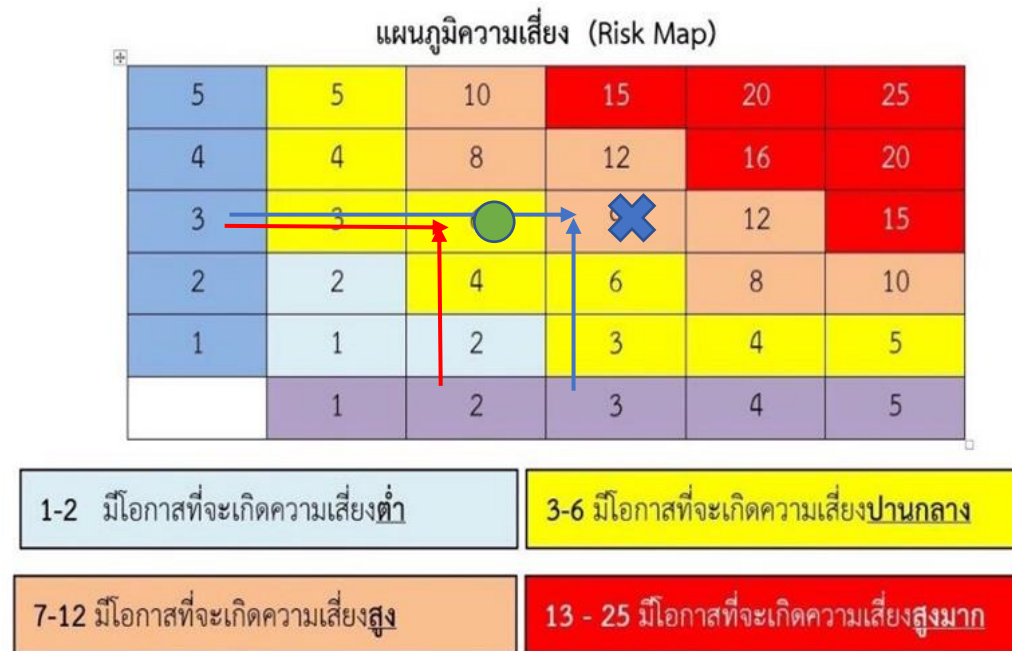 แผนภูมิความเสี่ยง (Risk Map)
5 5 10 15 20 25
4 4 8 12 16 20
3 3 12 15
2 2 4 6 8 10
1 1 2 3 4 5
1 2 3 4 5
1-2 มีโอกาสที่จะเกิดความเสี่ยงต่ำ
3-6 มีโอกาสที่จะเกิดความเสี่ยงปานกลาง
7-12 มีโอกาสที่จะเกิดความเสี่ยงสูง
13 - 25 มีโอกาสที่จะเกิดความเสี่ยงสูงมาก